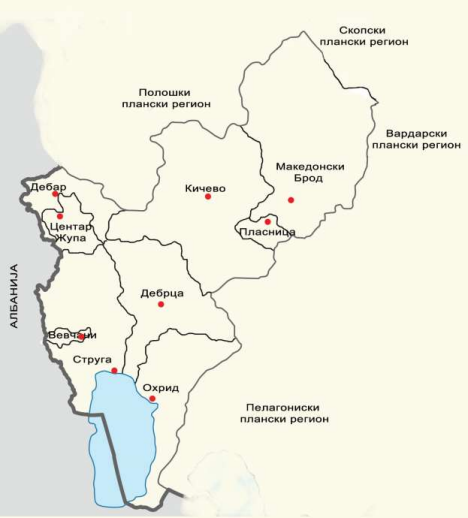 Скопски
плански регион
Полошки
плански регион
Вардарски
плански регион
Македонски
Брод
Дебар
Кичево
Центар
Жупа
Пласница
АЛБАНИЈА
Дебрца
Вевчани
Струга
Охрид
Пелагониски
плански регион